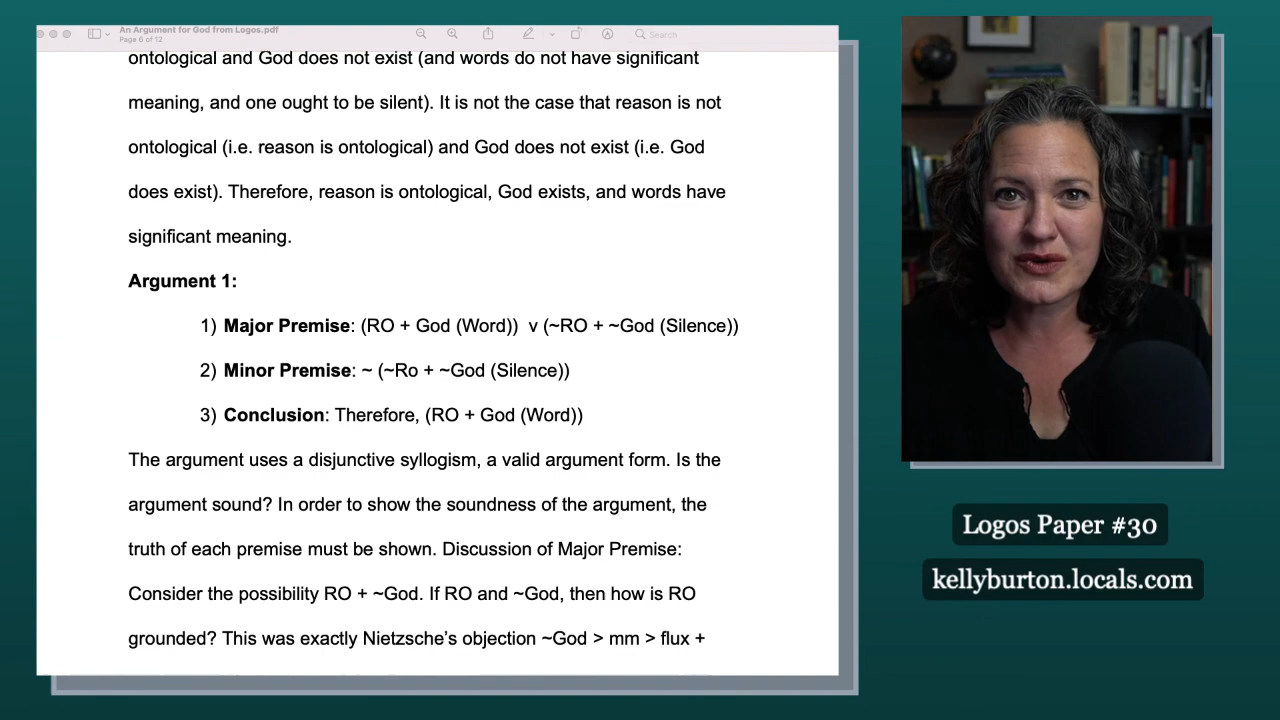 An Argument for God from Logos.pdf
Page 6 of 12
Search
ontological and God does not exist (and words do not have significant
meaning, and one ought to be silent). It is not the case that reason is not
ontological (i.e. reason is ontological) and God does not exist (i.e. God
does exist). Therefore, reason is ontological, God exists, and words have
significant meaning.
Argument 1:
1) Major Premise: (RO + God (Word)) v (~RO + ~God (Silence))
2) Minor Premise: ~ (~Ro + ~God (Silence))
3) Conclusion: Therefore, (RO + God (Word))
The argument uses a disjunctive syllogism, a valid argument form. Is the
argument sound? In order to show the soundness of the argument, the
truth of each premise must be shown. Discussion of Major Premise:
Consider the possibility RO + ~God. If RO and ~God, then how is RO
grounded? This was exactly Nietzsche’s objection ~God > mm > flux +
Logos Paper #30
kellyburton.locals.com